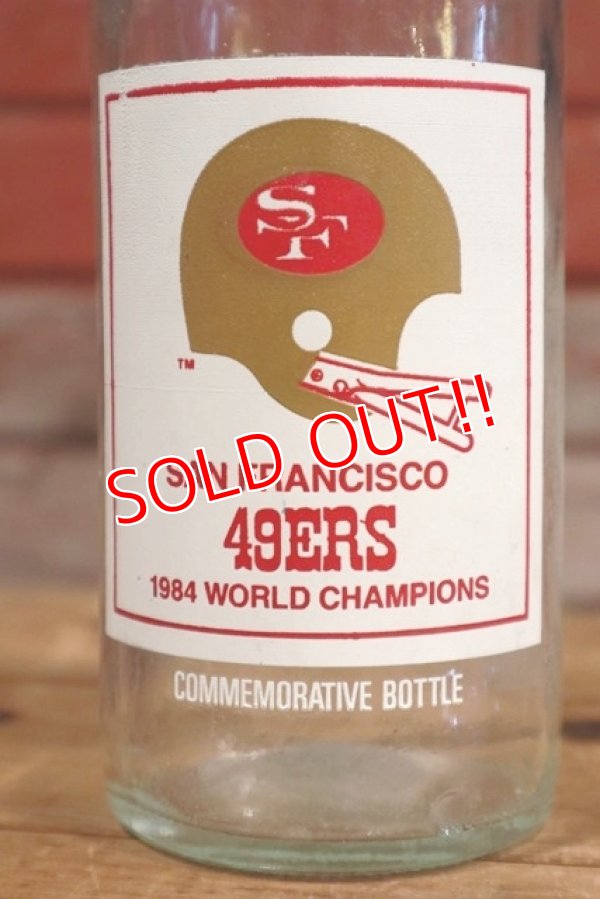 SF
TM
SOLD OUT!!
SAN FRANCISCO
49ERS
1984 WORLD CHAMPIONS
COMMEMORATIVE BOTTLE